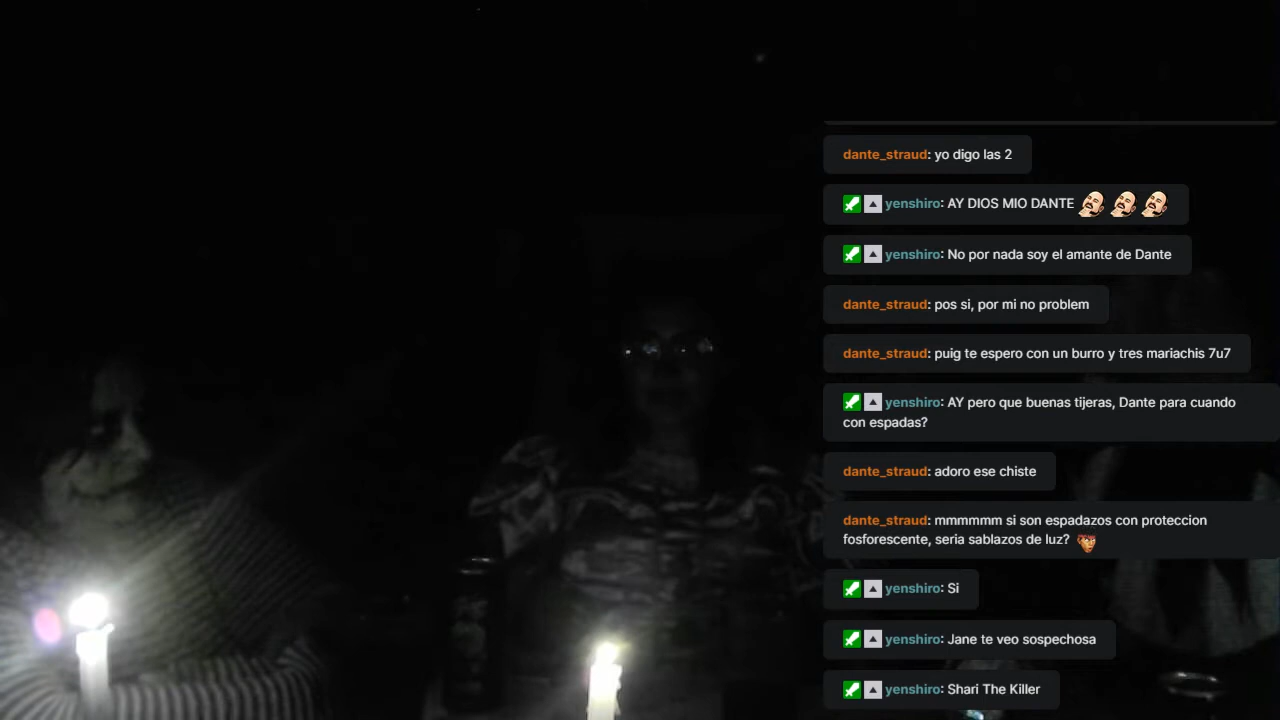 dante_straud: yo digo las 2
yenshiro: AY DIOS MIO DANTE
yenshiro: No por nada soy el amante de Dante
dante_straud: pos si, por mi no problem
dante_straud: puig te espero con un burro y tres mariachis 7u7
yenshiro: AY pero que buenas tijeras, Dante para cuando
con espadas?
dante_straud: adoro ese chiste
dante_straud: mmmmmm si son espadazos con proteccion
fosforescente, seria sablazos de luz?
yenshiro: Si
yenshiro: Jane te veo sospechosa
yenshiro: Shari The Killer